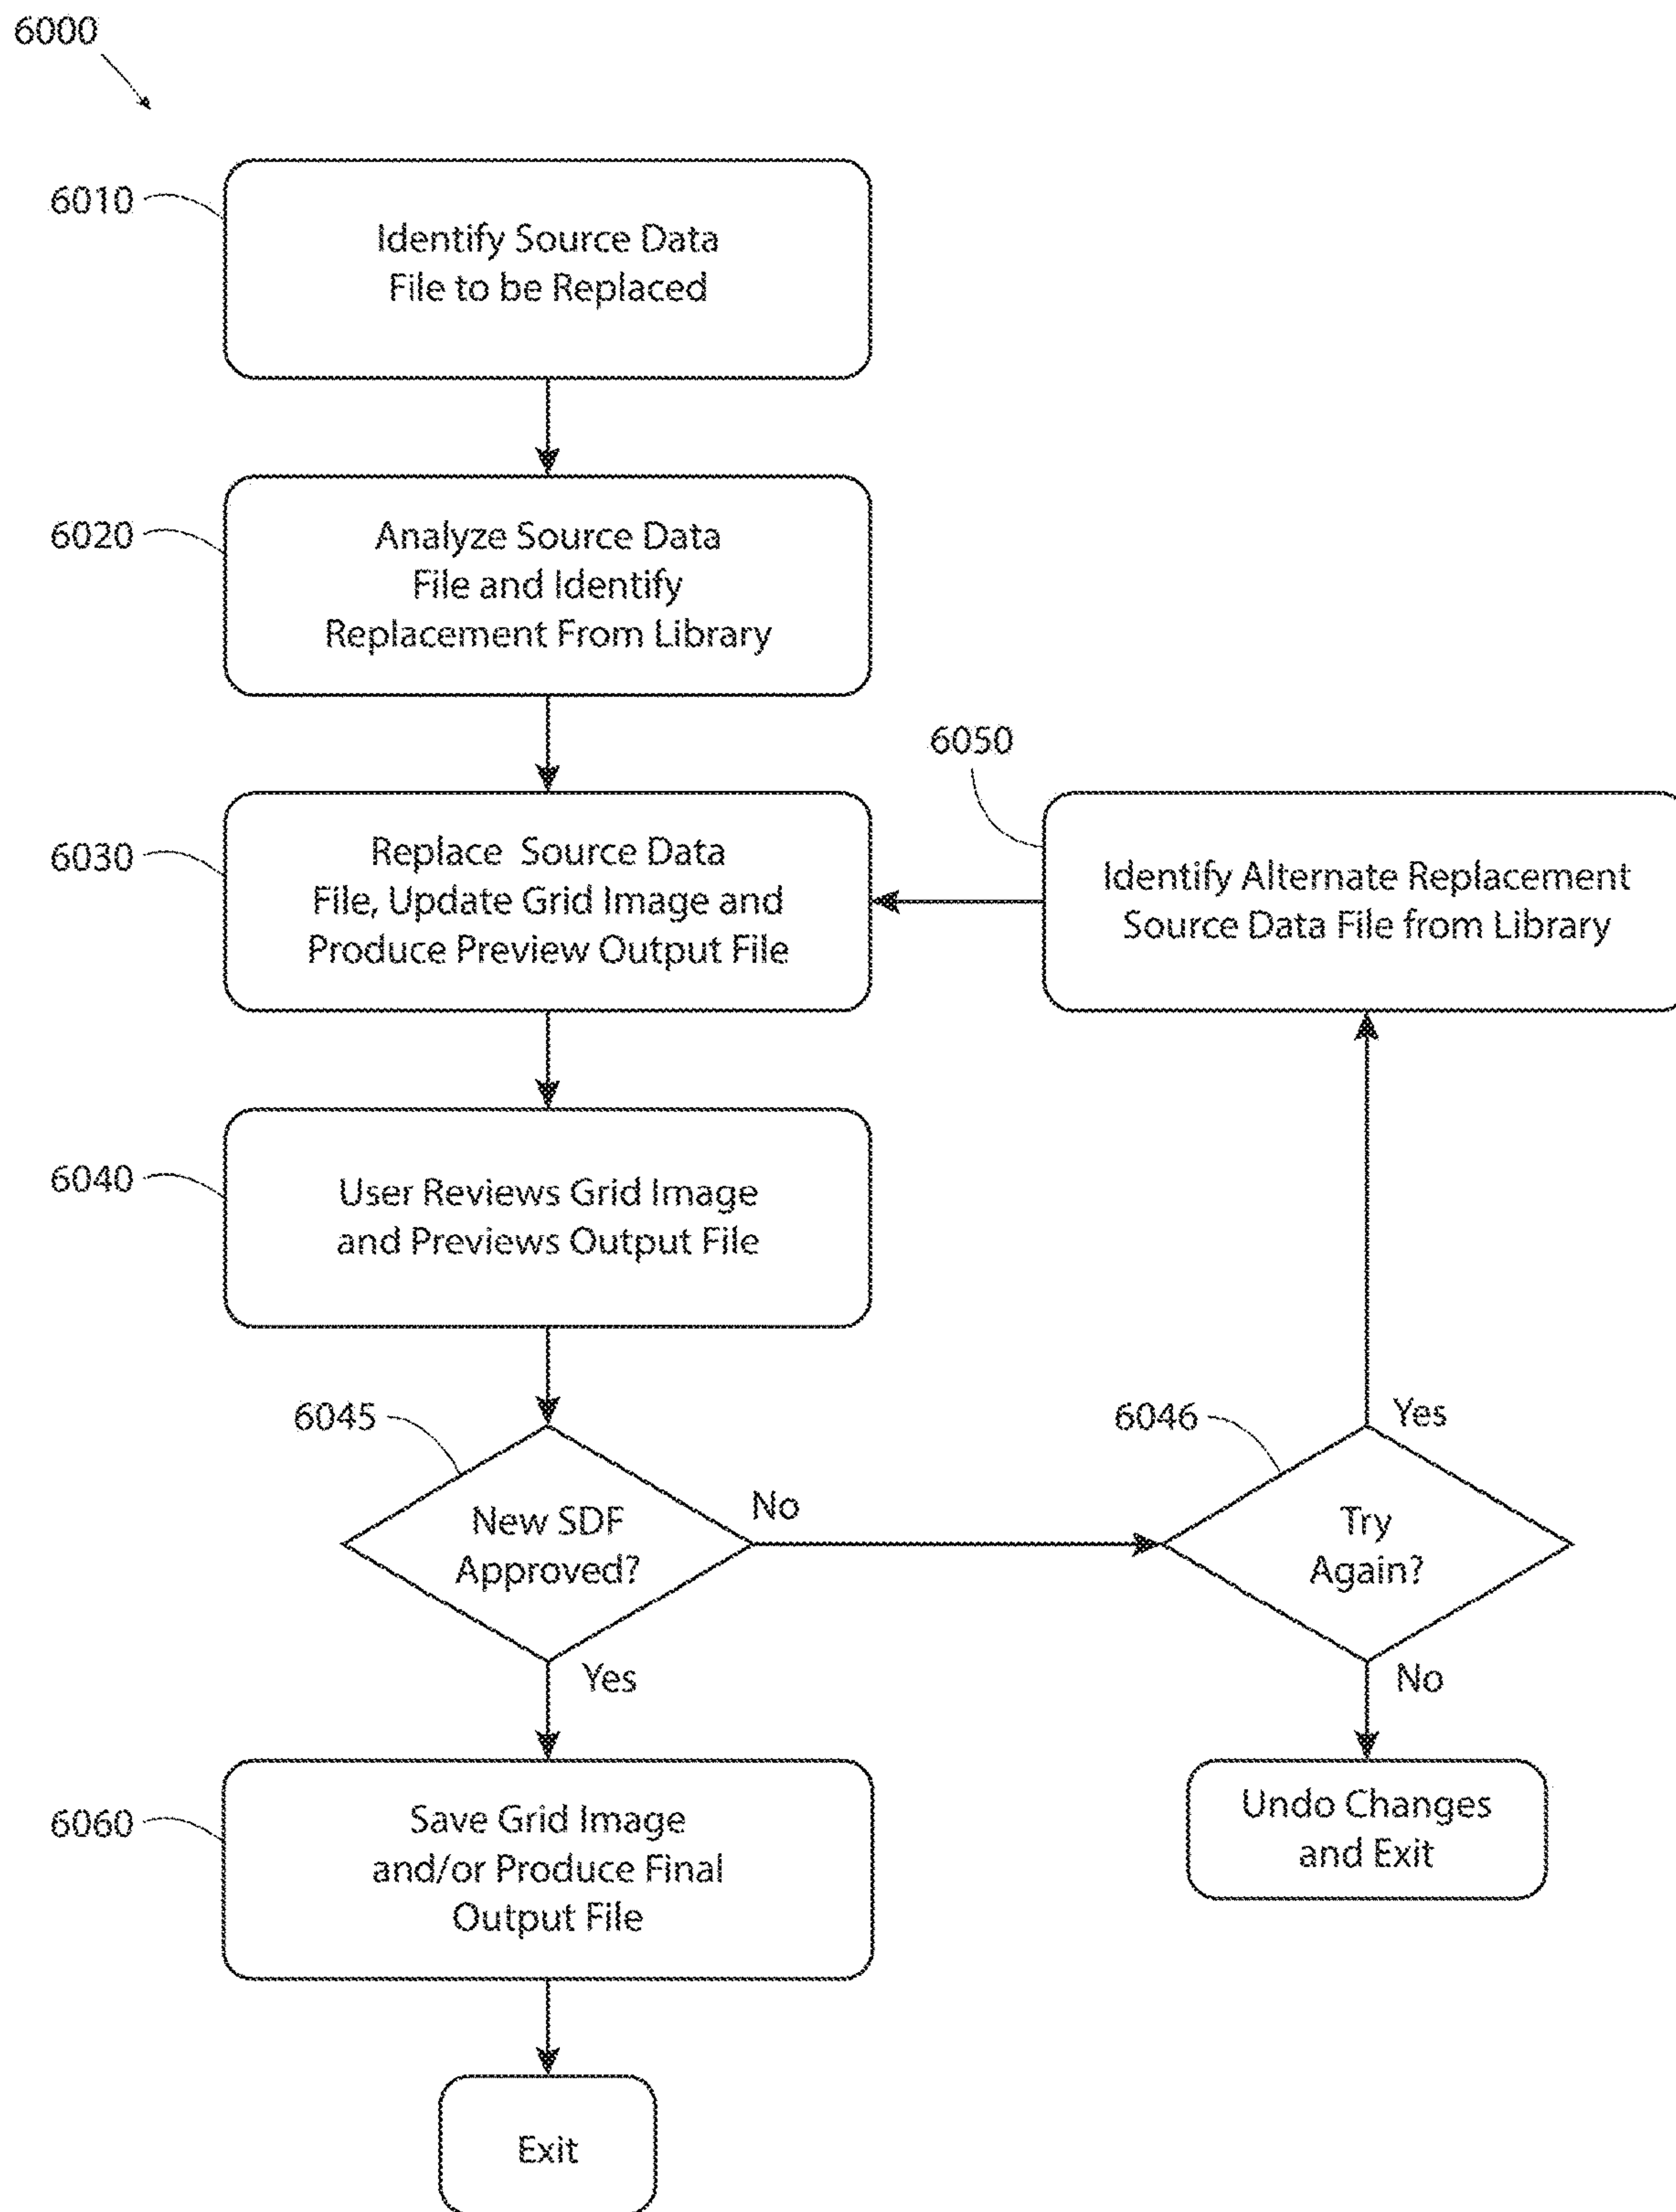 6000
6010
Identify Source Data
File to be Replaced
6020
Analyze Source Data
File and Identify
Replacement From Library
6050
6030
Replace Source Data
File, Update Grid Image and
Produce Preview Output File
Identify Alternate Replacement
Source Data File from Library
6040
User Reviews Grid Image
and Previews Output File
6045
New SDF
Approved?
No
Yes
6046
Try
Again?
Yes
No
6060
Save Grid Image
and/or Produce Final
Output File
Undo Changes
and Exit
Exit